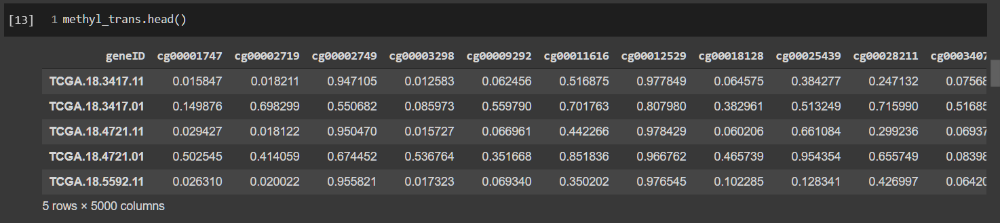 [13] 1 methyl_trans.head()
geneID cg00001747 cg00002719 cg00002749 cg00003298 cg00009292 cg00011616 cg00012529 cg00018128 cg00025439 cg00028211 cg0003407
TCGA.18.3417.11 0.015847 0.018211 0.947105 0.012583 0.062456 0.516875 0.977849 0.064575 0.384277 0.247132 0.07568
TCGA.18.3417.01 0.149876 0.698299 0.550682 0.085973 0.559790 0.701763 0.807980 0.382961 0.513249 0.715990 0.51685
TCGA.18.4721.11 0.029427 0.018122 0.950470 0.015727 0.066961 0.442266 0.978429 0.060206 0.661084 0.299236 0.06937
TCGA.18.4721.01 0.502545 0.414059 0.674452 0.536764 0.351668 0.851836 0.966762 0.465739 0.954354 0.655749 0.08398
TCGA.18.5592.11 0.026310 0.020022 0.955821 0.017323 0.069340 0.350202 0.976545 0.102285 0.128341 0.426997 0.06420
5 rows × 5000 columns